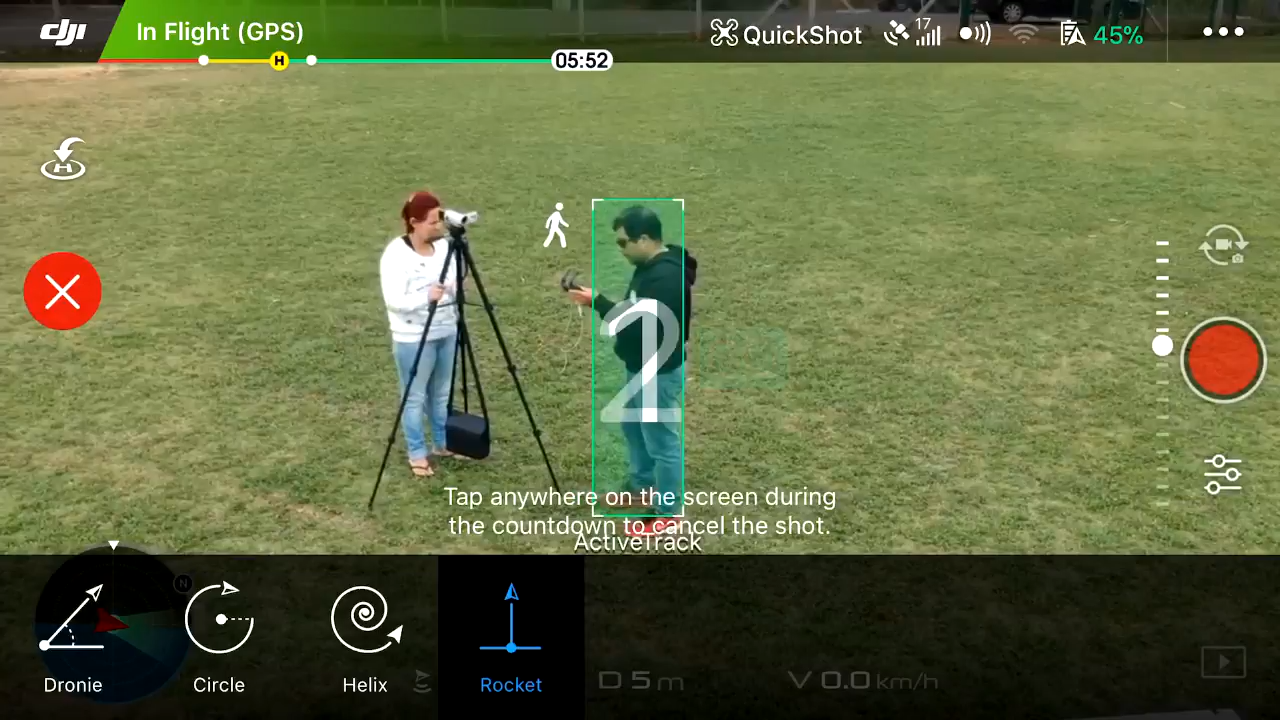 dji In Flight (GPS) QuickShot 17 45%
H 05:52
H
2
1
Tap anywhere on the screen during
the countdown to cancel the shot.
ActiveTrack
N
D 5 m V 0.0 km/h
Dronie Circle Helix Rocket